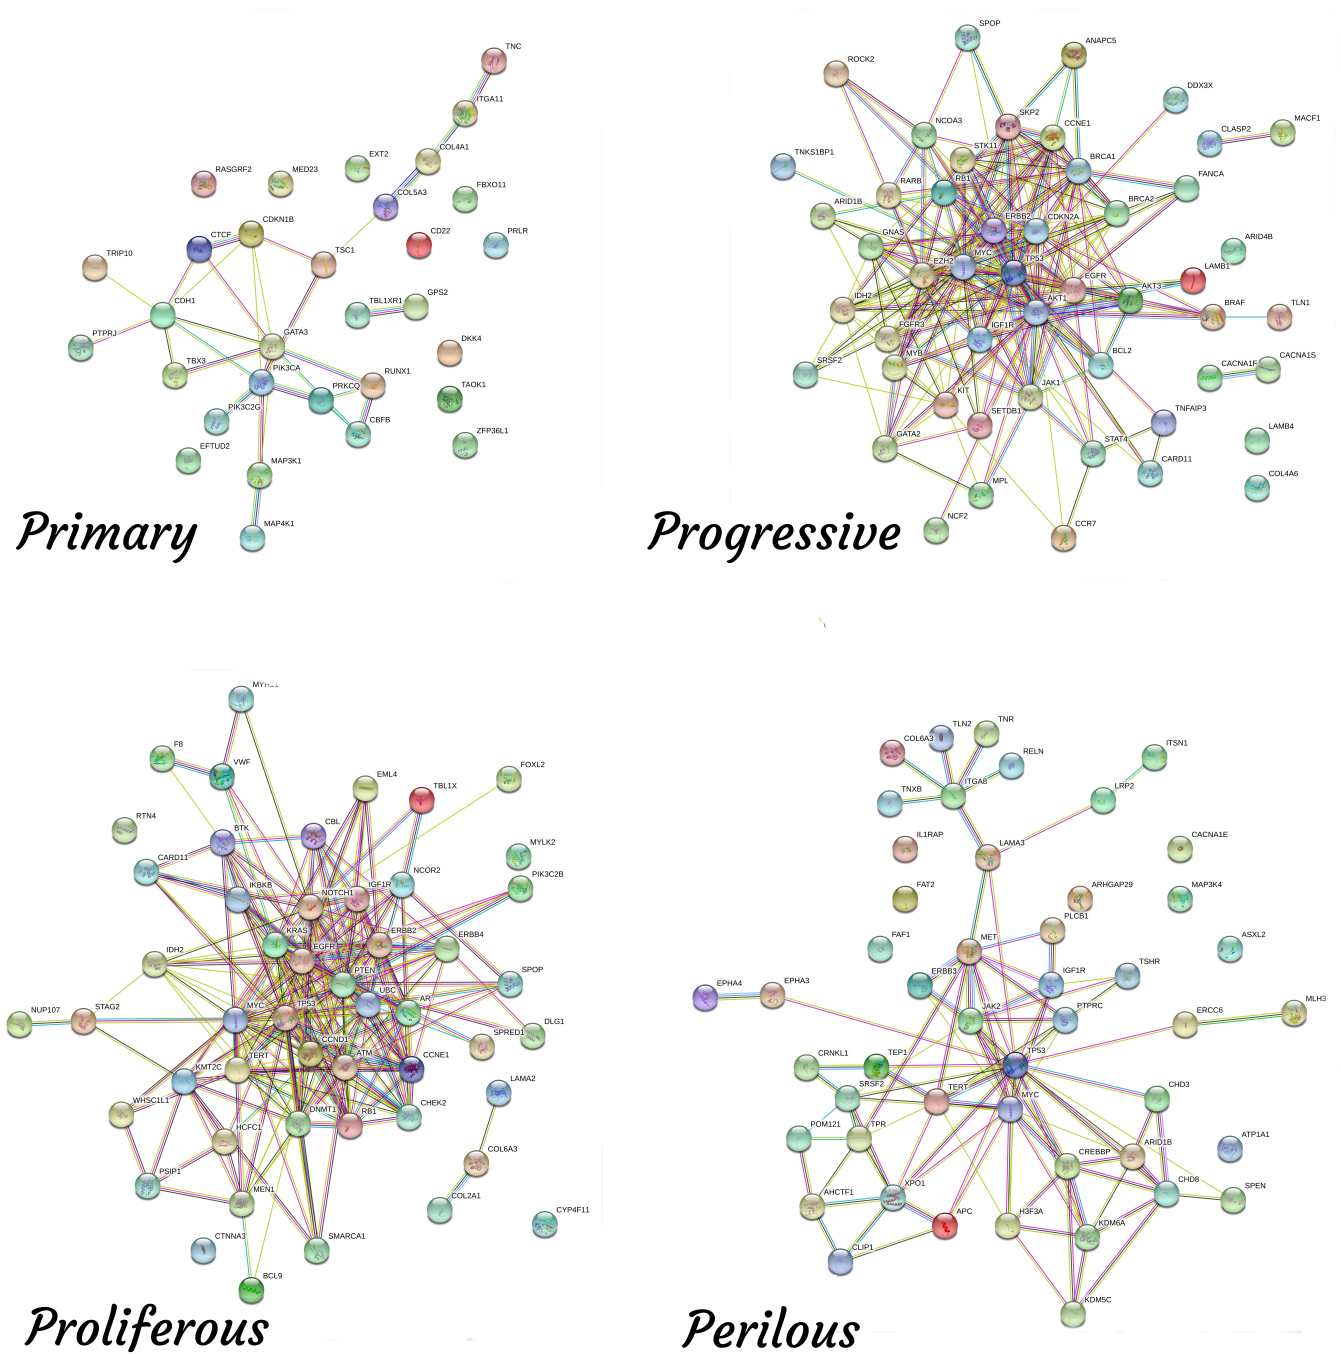 TNC
ITGA11
COL4A1
EXT2
RASGRF2
MED23
COL5A3
FBXO11
CDKN1B
CTCF
CD22
PRLR
TSC1
TRIP10
CDH1
GPS2
TBL1XR1
PTPRJ
GATA3
DKK4
TBX3
PIK3CA
RUNX1
PRKCQ
TAOK1
PIK3C2G
CBFB
ZFP36L1
EFTUD2
MAP3K1
MAP4K1
Primary
SPOP
ANAPC5
ROCK2
DDX3X
SKP2
NCOA3
CCNE1
MACF1
CLASP2
STK11
TNKS1BP1
BRCA1
RARB
RB1
FANCA
BRCA2
ARID1B
ERBB2
CDKN2A
GNAS
ARID4B
MYC
EZH2
TP53
LAMB1
EGFR
AKT3
IDH2
AKT1
BRAF
TLN1
FGFR3
IGF1R
MYB
BCL2
CACNA1S
CACNA1F
SRSF2
KIT
JAK1
SETDB1
TNFAIP3
LAMB4
GATA2
STAT4
CARD11
COL4A6
MPL
NCF2
CCR7
Progressive
MYH11
F8
VWF
EML4
FOXL2
TBL1X
RTN4
BTK
CBL
MYLK2
CARD11
NCOR2
PIK3C2B
IKBKB
IGF1R
NOTCH1
KRAS
EGFR
ERBB2
ERBB4
IDH2
PTEN
SPOP
UBC
AR
NUP107
STAG2
MYC
TP53
DLG1
SPRED1
CCND1
ATM
CCNE1
KMT2C
TERT
LAMA2
WHSC1L1
DNMT1
RB1
CHEK2
HCFC1
COL6A3
PSIP1
MEN1
COL2A1
CYP4F11
CTNNA3
SMARCA1
BCL9
Proliferous
TLN2
TNR
COL6A3
RELN
ITSN1
ITGA8
TNXB
LRP2
IL1RAP
LAMA3
CACNA1E
FAT2
ARHGAP29
MAP3K4
PLCB1
FAF1
MET
ASXL2
ERBB3
IGF1R
TSHR
EPHA4
EPHA3
JAK2
PTPRC
ERCC6
MLH3
CRNKL1
TEP1
TP53
SRSF2
TERT
MYC
CHD3
POM121
TPR
ARID1B
ATP1A1
CREBBP
AHCTF1
XPO1
CHD8
SPEN
APC
H3F3A
KDM6A
CLIP1
KDM5C
Perilous